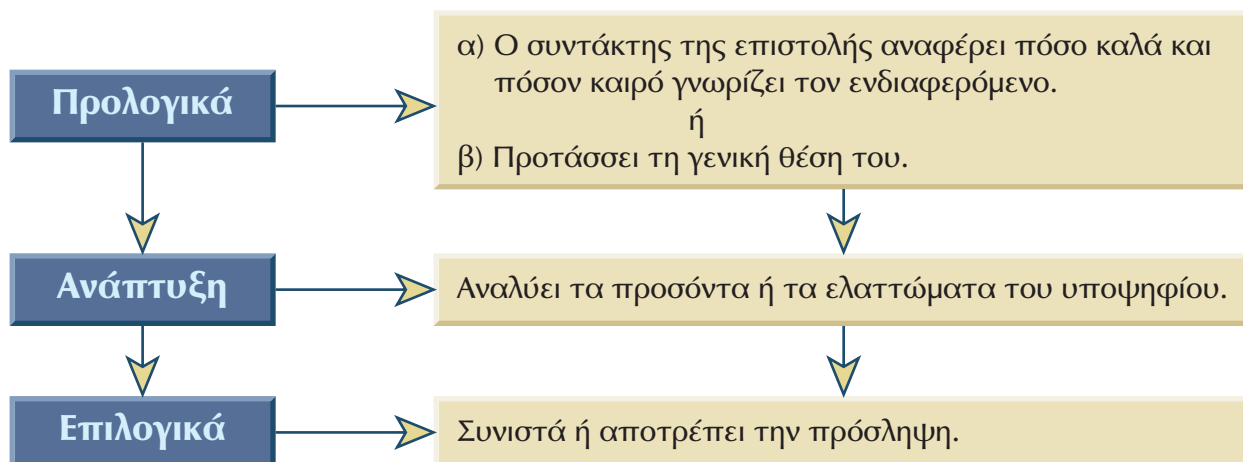 Προλογικά
α) Ο συντάκτης της επιστολής αναφέρει πόσο καλά και
πόσον καιρό γνωρίζει τον ενδιαφερόμενο.
ή
β) Προτάσσει τη γενική θέση του.
Ανάπτυξη
Αναλύει τα προσόντα ή τα ελαττώματα του υποψηφίου.
Επιλογικά
Συνιστά ή αποτρέπει την πρόσληψη.